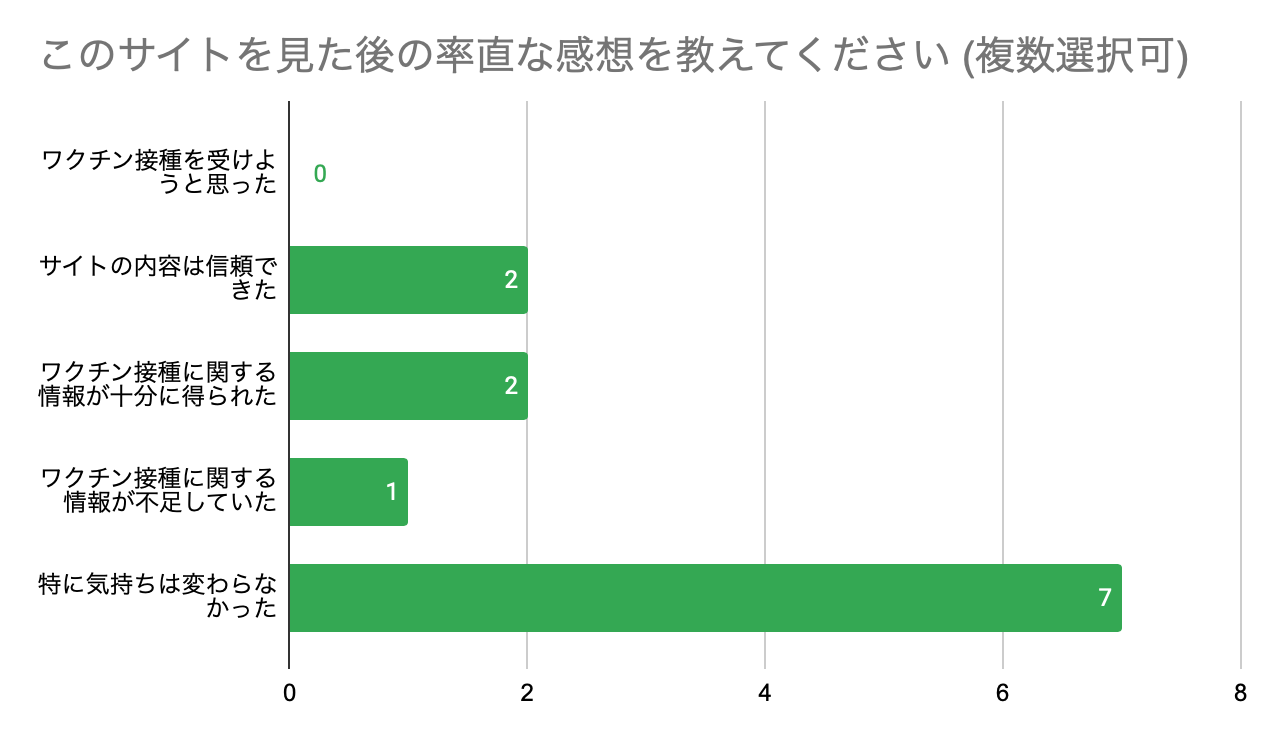 このサイトを見た後の率直な感想を教えてください (複数選択可)
ワクチン接種を受けよ
うと思った
0
サイトの内容は信頼で
きた
2
ワクチン接種に関する
情報が十分に得られた
2
ワクチン接種に関する
情報が不足していた
1
特に気持ちは変わらな
かった
7
0 2 4 6 8